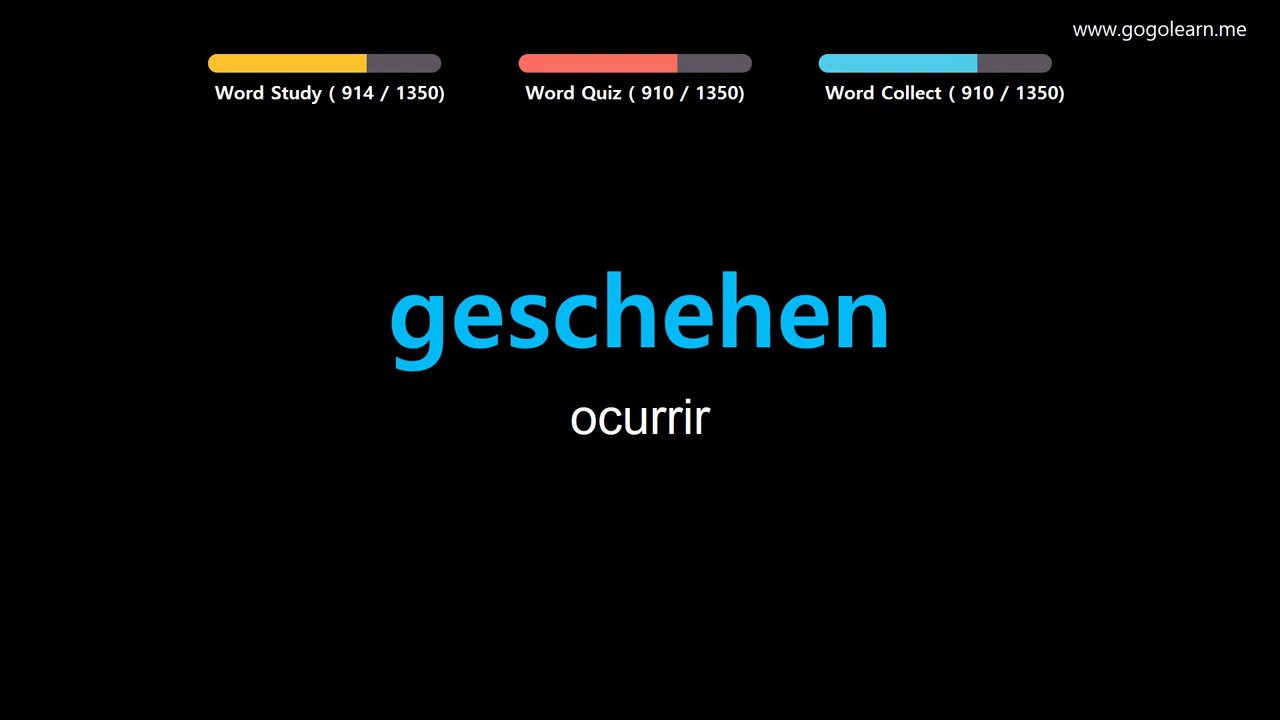 www.gogolearn.me
Word Study ( 914 / 1350)
Word Quiz ( 910 / 1350)
Word Collect ( 910 / 1350)
geschehen
ocurrir